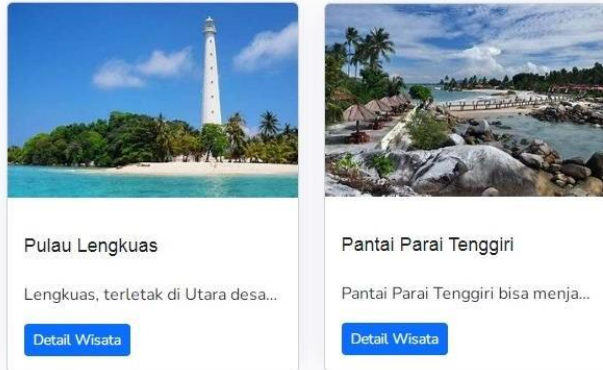 Pulau Lengkuas
Lengkuas, terletak di Utara desa...
Detail Wisata
Pantai Parai Tenggiri
Pantai Parai Tenggiri bisa menja...
Detail Wisata